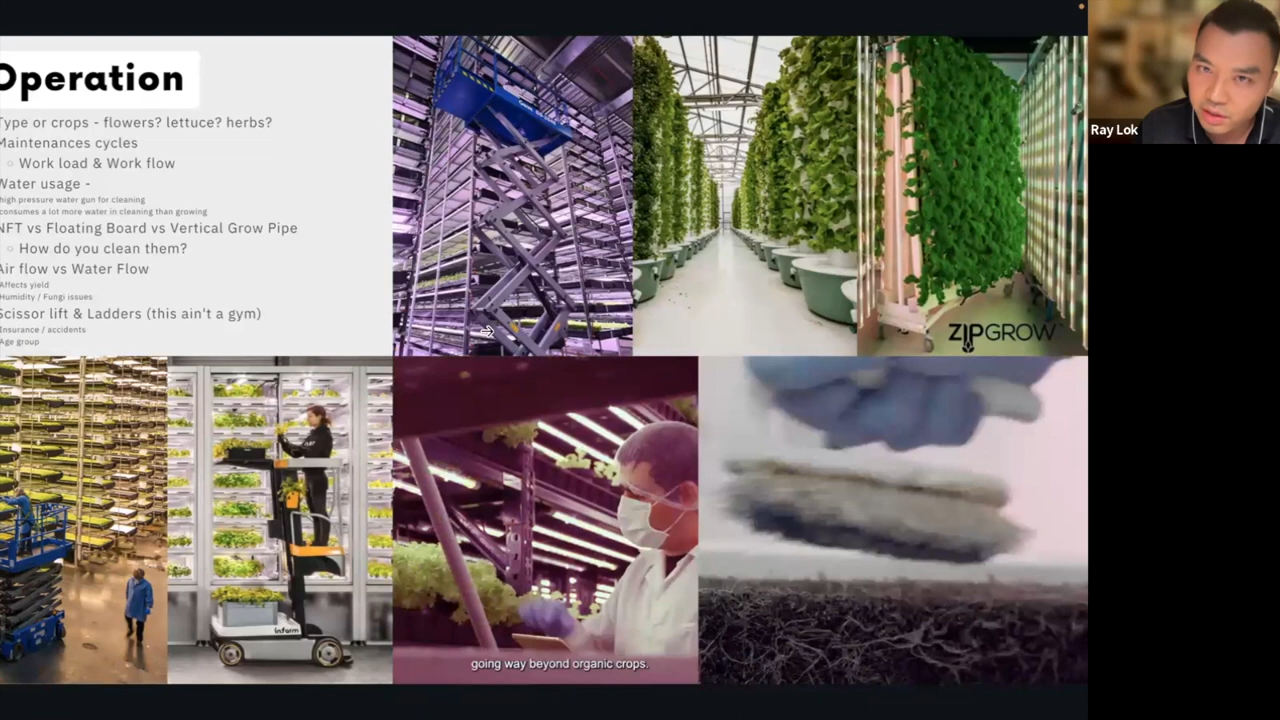 Operation
Type or crops - flowers? lettuce? herbs?
Maintenances cycles
Work load & Work flow
Water usage -
high pressure water gun for cleaning
consumes a lot more water in cleaning than growing
NFT vs Floating Board vs Vertical Grow Pipe
How do you clean them?
Air flow vs Water Flow
Affects yield
Humidity / Fungi issues
Scissor lift & Ladders (this ain't a gym)
Insurance / accidents
Age group
ZIPGROW
infarm
going way beyond organic crops.
Ray Lok